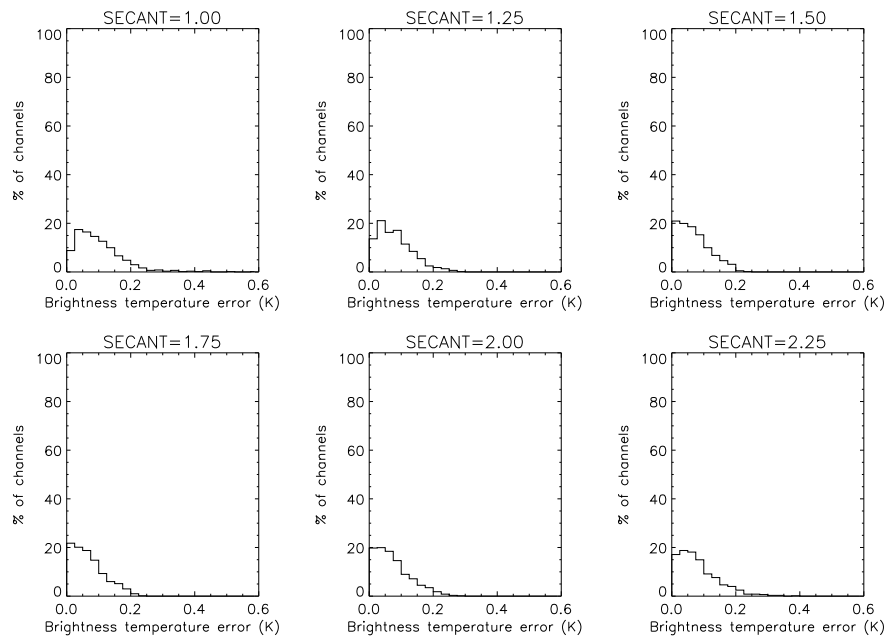 SECANT=1.00
100
80
60
40
20
0
% of channels
0.0 0.2 0.4 0.6
Brightness temperature error (K)
SECANT=1.25
100
80
60
40
20
0
% of channels
0.0 0.2 0.4 0.6
Brightness temperature error (K)
SECANT=1.50
100
80
60
40
20
0
% of channels
0.0 0.2 0.4 0.6
Brightness temperature error (K)
SECANT=1.75
100
80
60
40
20
0
% of channels
0.0 0.2 0.4 0.6
Brightness temperature error (K)
SECANT=2.00
100
80
60
40
20
0
% of channels
0.0 0.2 0.4 0.6
Brightness temperature error (K)
SECANT=2.25
100
80
60
40
20
0
% of channels
0.0 0.2 0.4 0.6
Brightness temperature error (K)